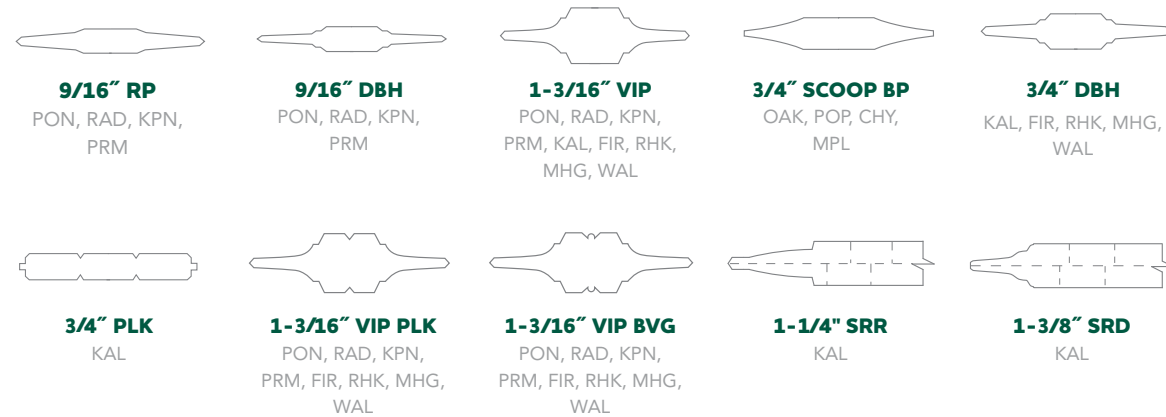 9/16″ RP
PON, RAD, KPN,
PRM
9/16″ DBH
PON, RAD, KPN,
PRM
1-3/16″ VIP
PON, RAD, KPN,
PRM, KAL, FIR, RHK,
MHG, WAL
3/4″ SCOOP BP
OAK, POP, CHY,
MPL
3/4″ DBH
KAL, FIR, RHK, MHG,
WAL
3/4″ PLK
KAL
1-3/16″ VIP PLK
PON, RAD, KPN,
PRM, FIR, RHK, MHG,
WAL
1-3/16″ VIP BVG
PON, RAD, KPN,
PRM, FIR, RHK, MHG,
WAL
1-1/4" SRR
KAL
1-3/8″ SRD
KAL